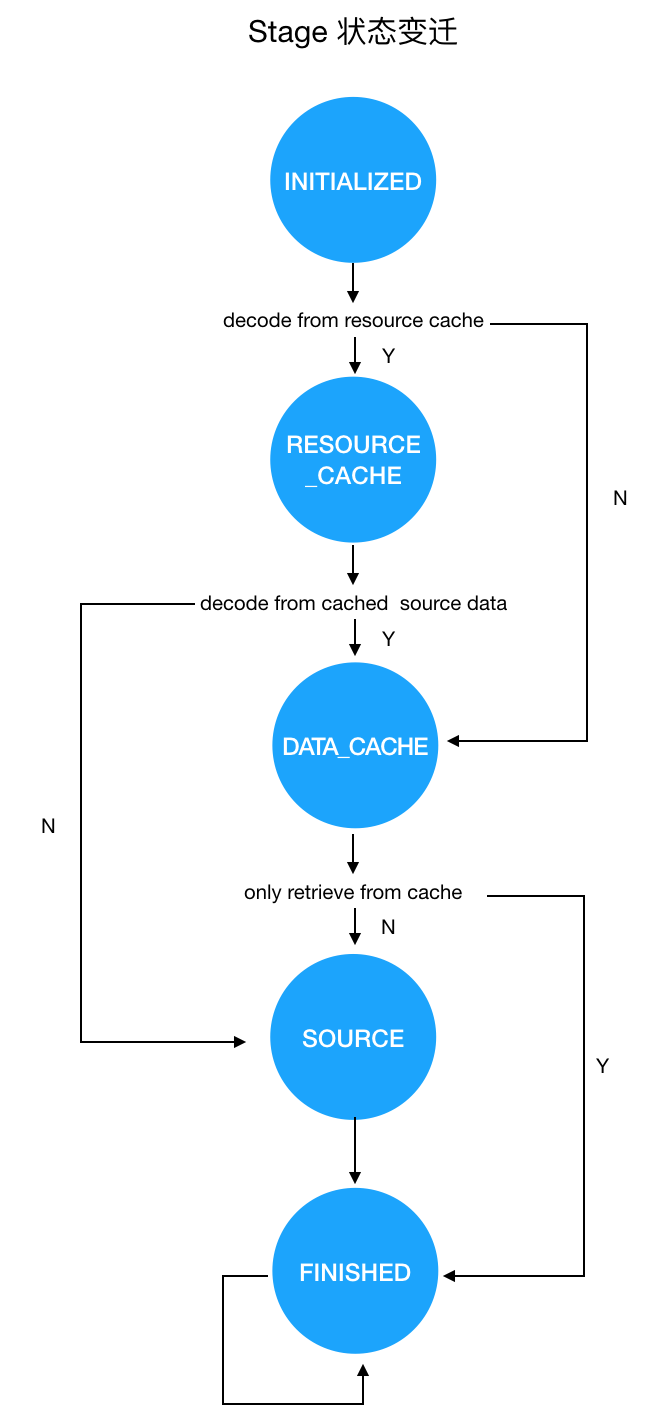 Stage 状态变迁
INITIALIZED
decode from resource cache
Y
RESOURCE
_CACHE
N
decode from cached  source data
Y
DATA_CACHE
N
only retrieve from cache
N
SOURCE
Y
FINISHED